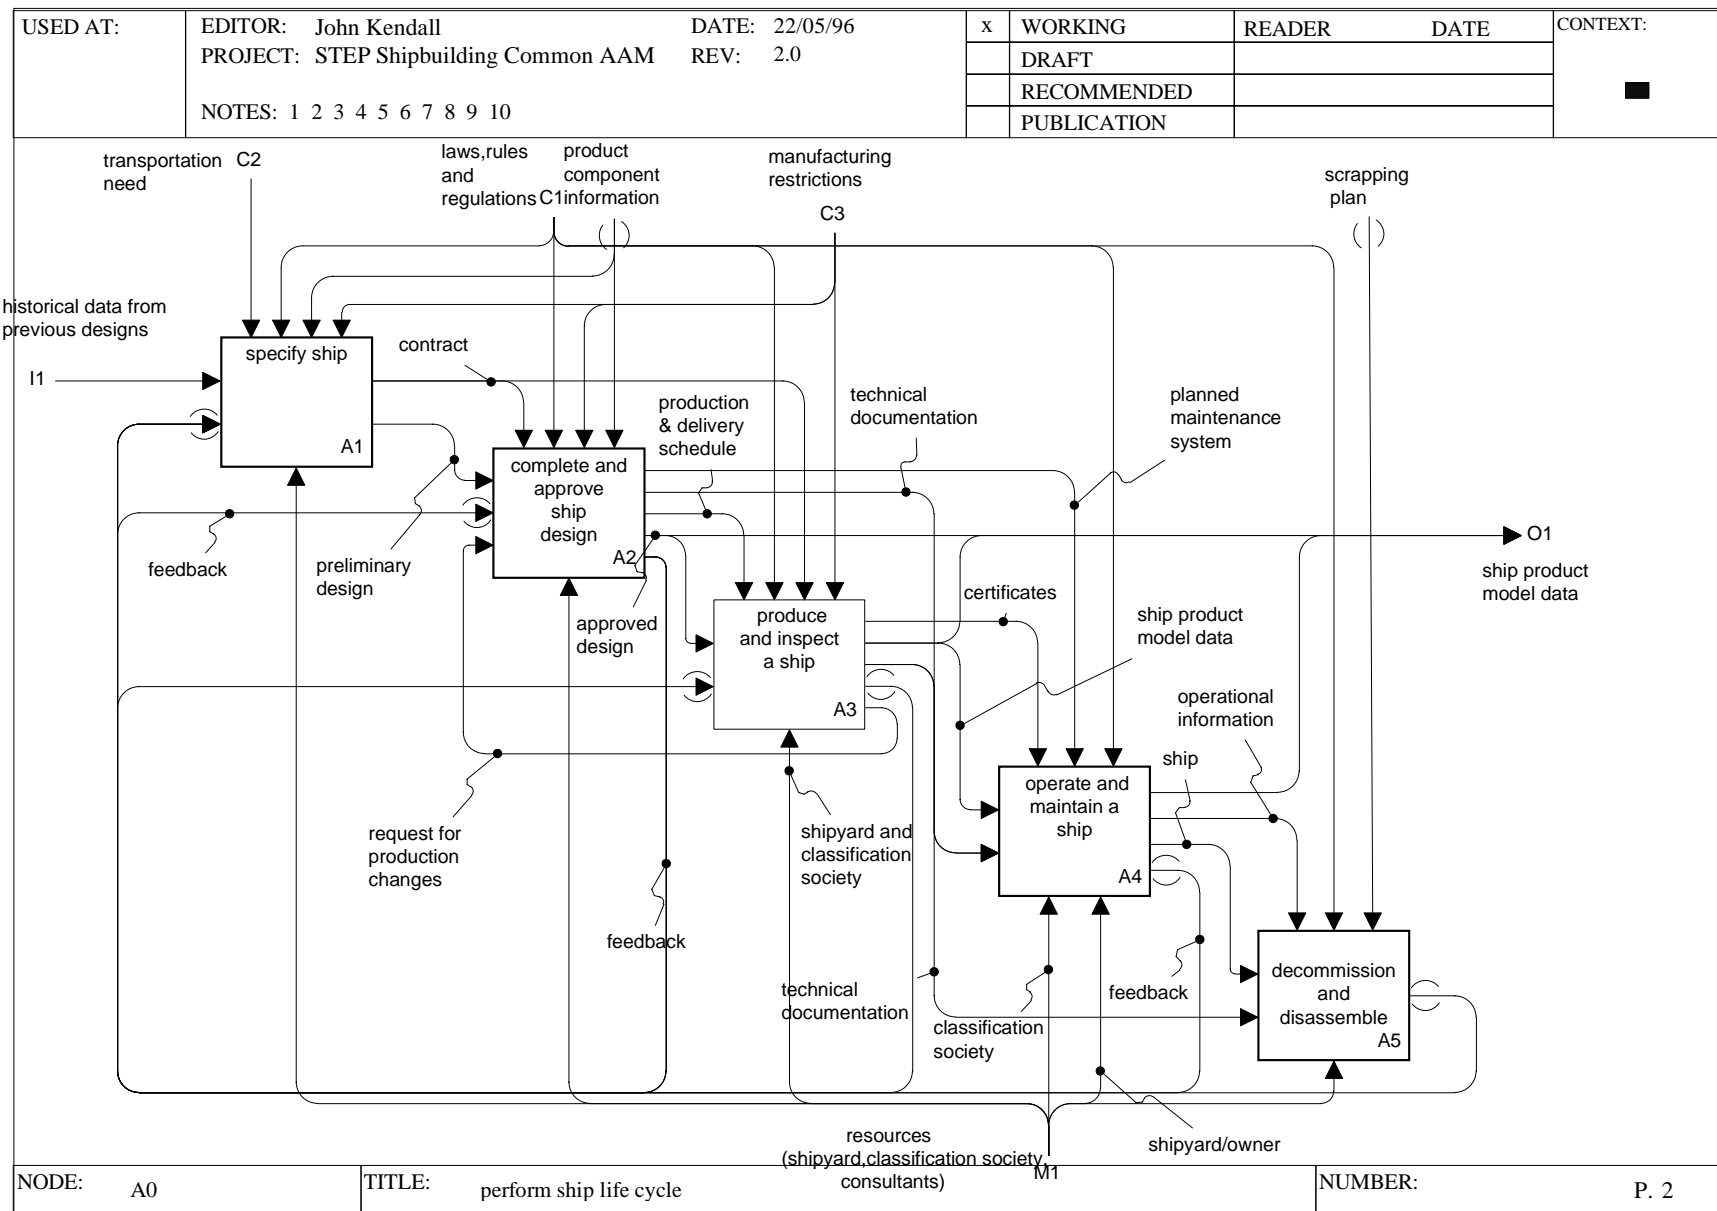 USED AT:
EDITOR: John Kendall
DATE: 22/05/96
PROJECT: STEP Shipbuilding Common AAM
REV: 2.0
NOTES: 1 2 3 4 5 6 7 8 9 10
x WORKING
DRAFT
RECOMMENDED
PUBLICATION
READER DATE
CONTEXT:
transportation
need
C2
laws,rules
and
regulations
C1
product
component
information
manufacturing
restrictions
C3
scrapping
plan
historical data from
previous designs
I1
specify ship
A1
contract
production
& delivery
schedule
technical
documentation
planned
maintenance
system
complete and
approve
ship
design
A2
feedback
preliminary
design
approved
design
O1
ship product
model data
produce
and inspect
a ship
A3
certificates
ship product
model data
operational
information
ship
request for
production
changes
shipyard and
classification
society
operate and
maintain a
ship
A4
feedback
technical
documentation
classification
society
feedback
decommission
and
disassemble
A5
resources
(shipyard,classification society,
consultants)
M1
shipyard/owner
NODE: A0
TITLE: perform ship life cycle
NUMBER: P. 2